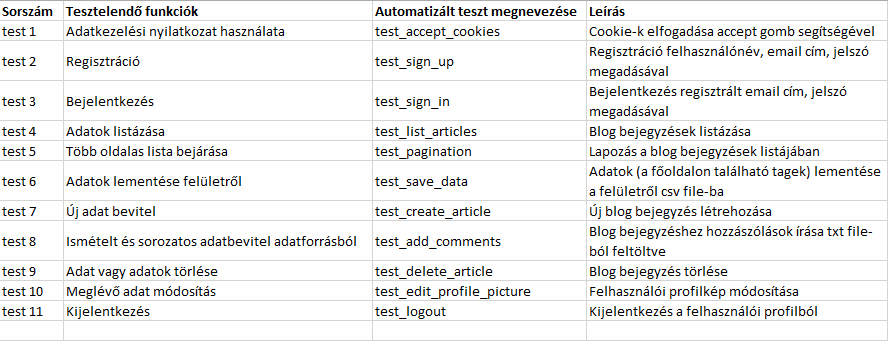 Sorszám Tesztelendő funkciók Automatizált teszt megnevezése Leírás
test 1 Adatkezelési nyilatkozat használata test_accept_cookies Cookie-k elfogadása accept gomb segítségével
test 2 Regisztráció test_sign_up Regisztráció felhasználónév, email cím, jelszó
megadásával
test 3 Bejelentkezés test_sign_in Bejelentkezés regisztrált email cím, jelszó
megadásával
test 4 Adatok listázása test_list_articles Blog bejegyzések listázása
test 5 Több oldalas lista bejárása test_pagination Lapozás a blog bejegyzések listájában
test 6 Adatok lementése felületről test_save_data Adatok (a főoldalon található tagek) lementése
a felületről csv file-ba
test 7 Új adat bevitel test_create_article Új blog bejegyzés létrehozása
test 8 Ismételt és sorozatos adatbevitel adatforrásból test_add_comments Blog bejegyzéshez hozzászólások írása txt file-
ból feltöltve
test 9 Adat vagy adatok törlése test_delete_article Blog bejegyzés törlése
test 10 Meglévő adat módosítás test_edit_profile_picture Felhasználói profilkép módosítása
test 11 Kijelentkezés test_logout Kijelentkezés a felhasználói profilból